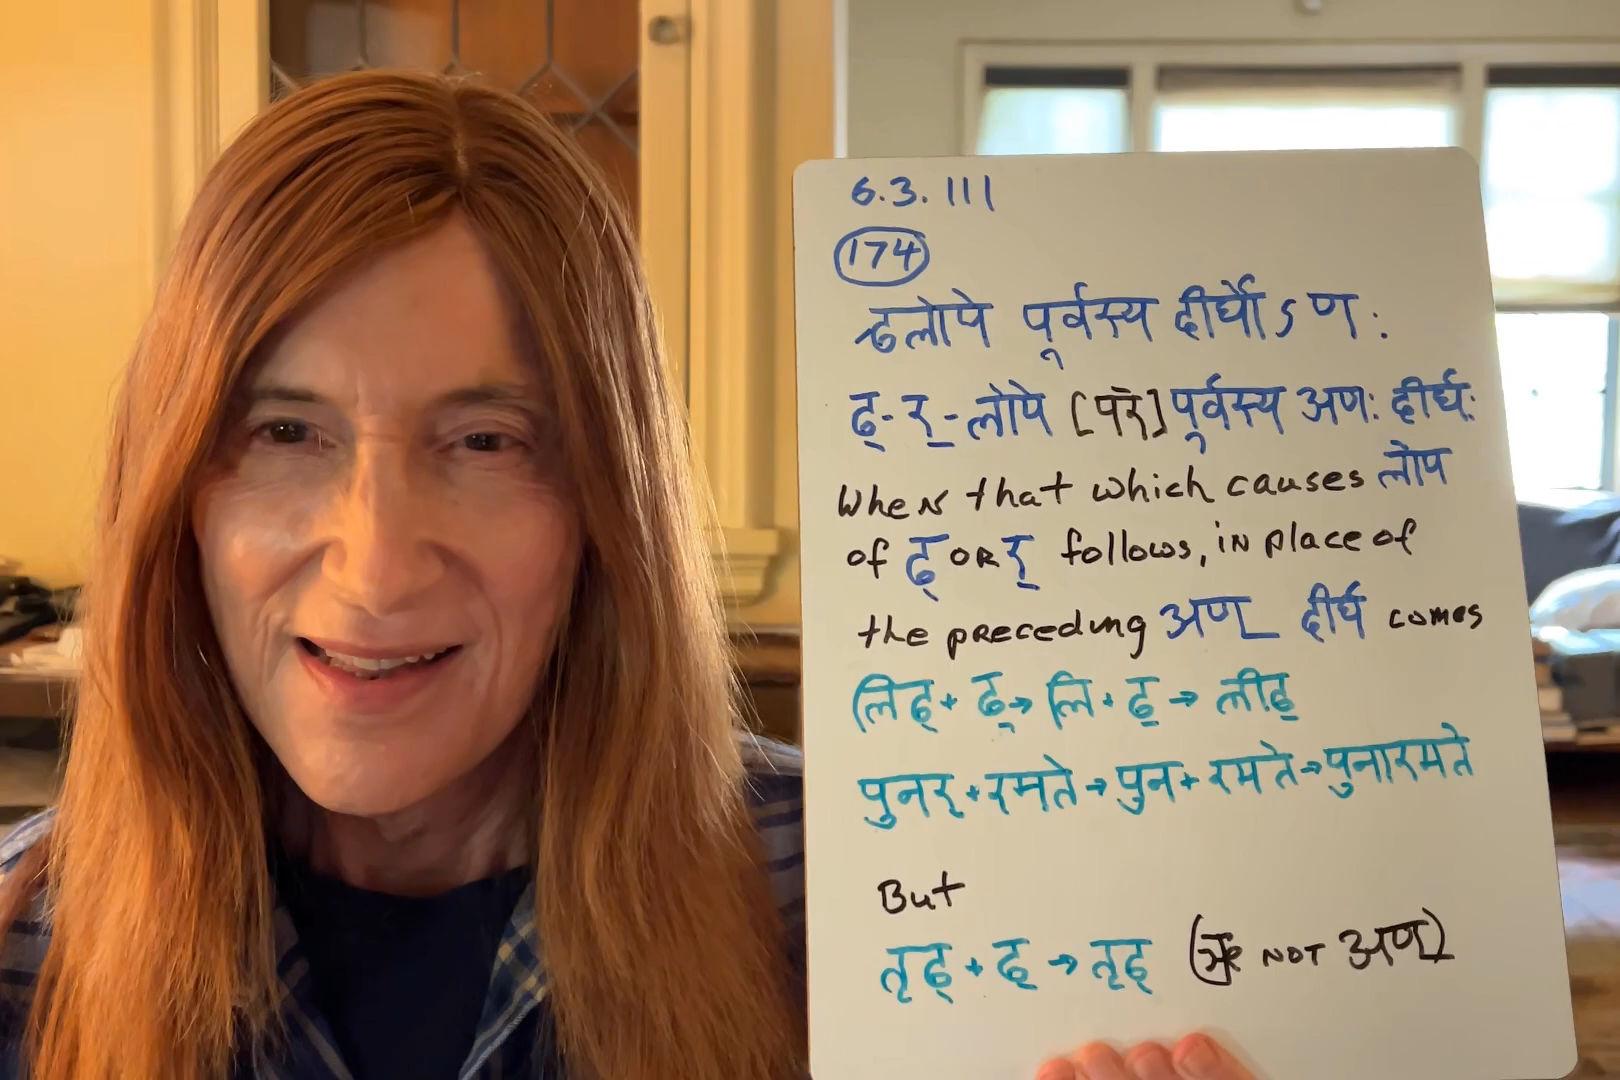 6.3.111
174
ढ्रलोपे पूर्वस्य दीर्घोऽणः
ढ्-र्-लोपे [परे] पूर्वस्य अणः दीर्घः
When that which causes लोप
of ढ् OR र् follows, in place of
the preceding अण् दीर्घ comes
लिढ् + ढ् → लि + ढ् → लीढ्
पुनर् + रमते → पुन + रमते → पुनारमते
But
तृढ् + ढ् → तृढ् (ऋ NOT अण्)